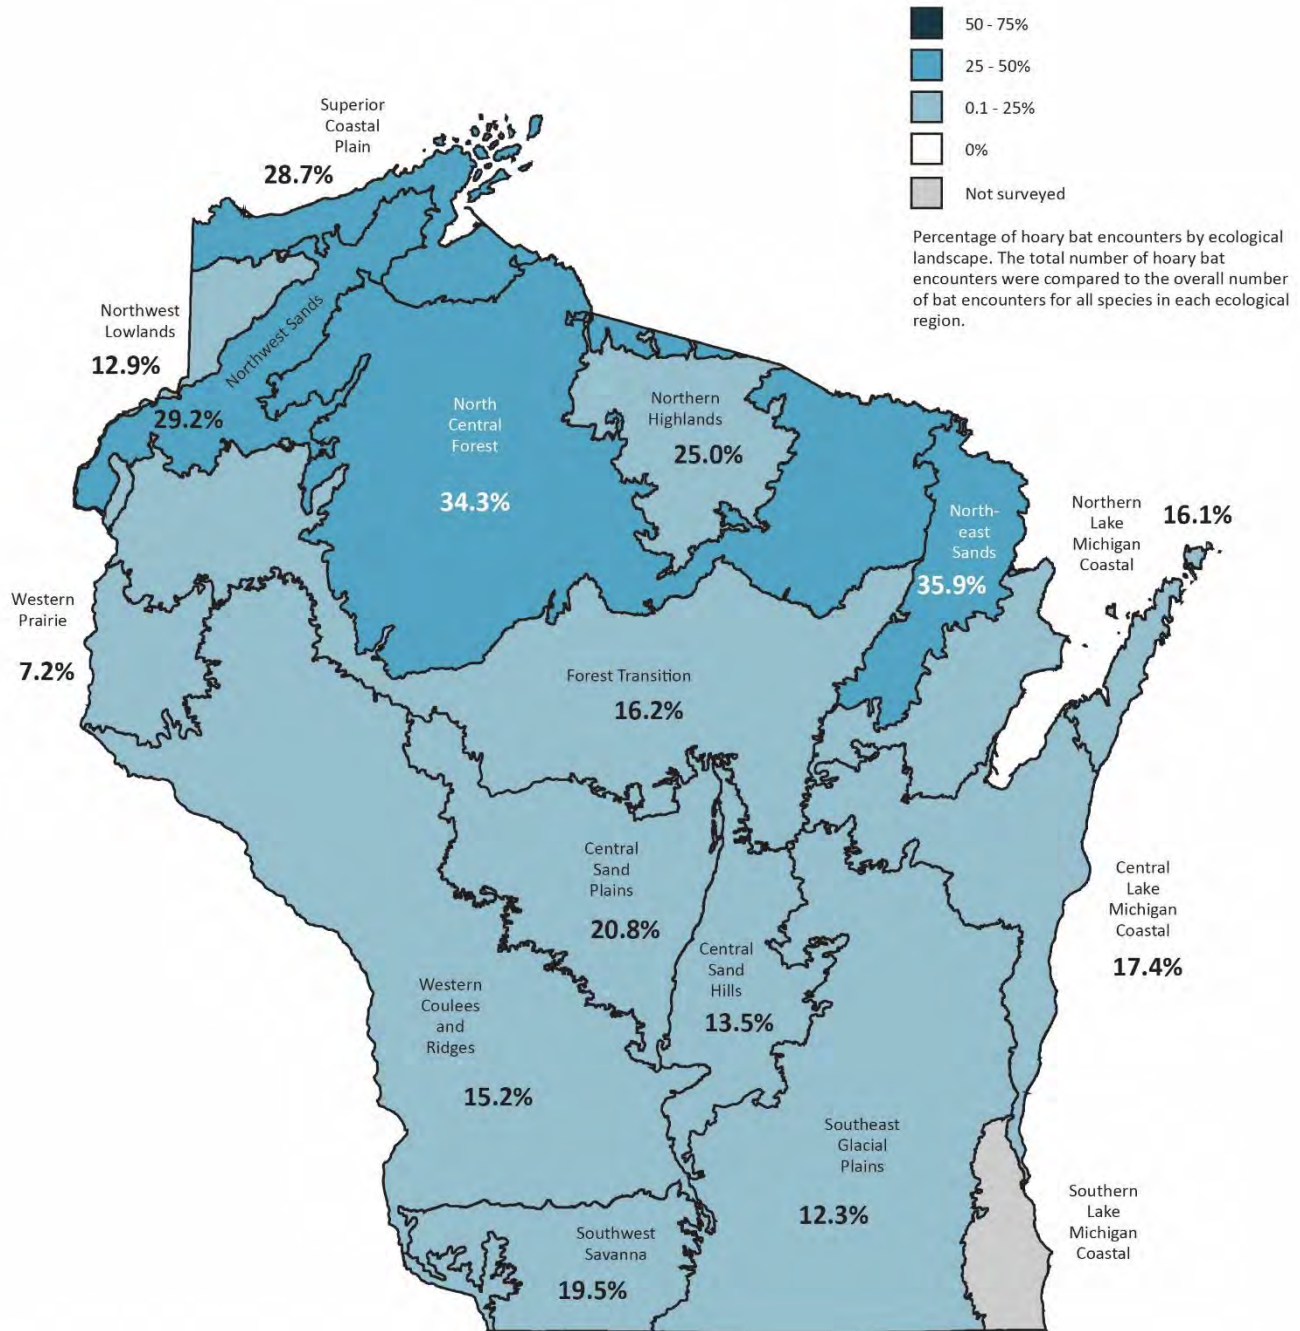 50 - 75%
25 - 50%
0.1 - 25%
0%
Not surveyed
Percentage of hoary bat encounters by ecological
landscape. The total number of hoary bat
encounters were compared to the overall number
of bat encounters for all species in each ecological
region.
Superior
Coastal
Plain
28.7%
Northwest
Lowlands
12.9%
Northwest Sands
29.2%
North
Central
Forest
34.3%
Northern
Highlands
25.0%
North-
east
Sands
35.9%
Northern
Lake
Michigan
Coastal
16.1%
Western
Prairie
7.2%
Forest Transition
16.2%
Central
Sand
Plains
20.8%
Central
Sand
Hills
13.5%
Central
Lake
Michigan
Coastal
17.4%
Western
Coulees
and
Ridges
15.2%
Southeast
Glacial
Plains
12.3%
Southern
Lake
Michigan
Coastal
Southwest
Savanna
19.5%